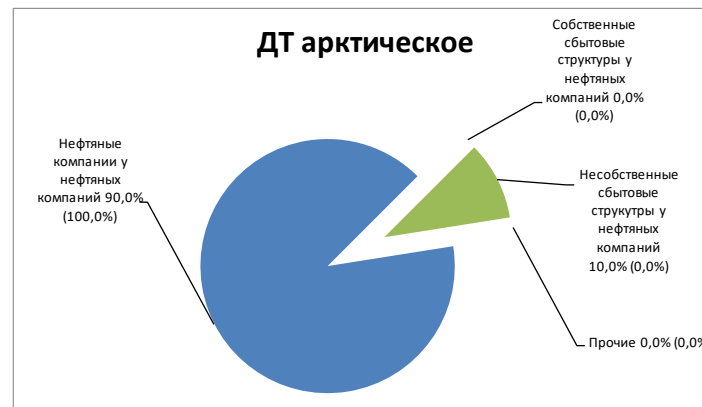 ДТ арктическое
Собственные
сбытовые
структуры у
нефтяных
компаний 0,0%
(0,0%)
Нефтяные
компании у
нефтяных
компаний 90,0%
(100,0%)
Несобственные
сбытовые
струкутры у
нефтяных
компаний
10,0% (0,0%)
Прочие 0,0% (0,0%